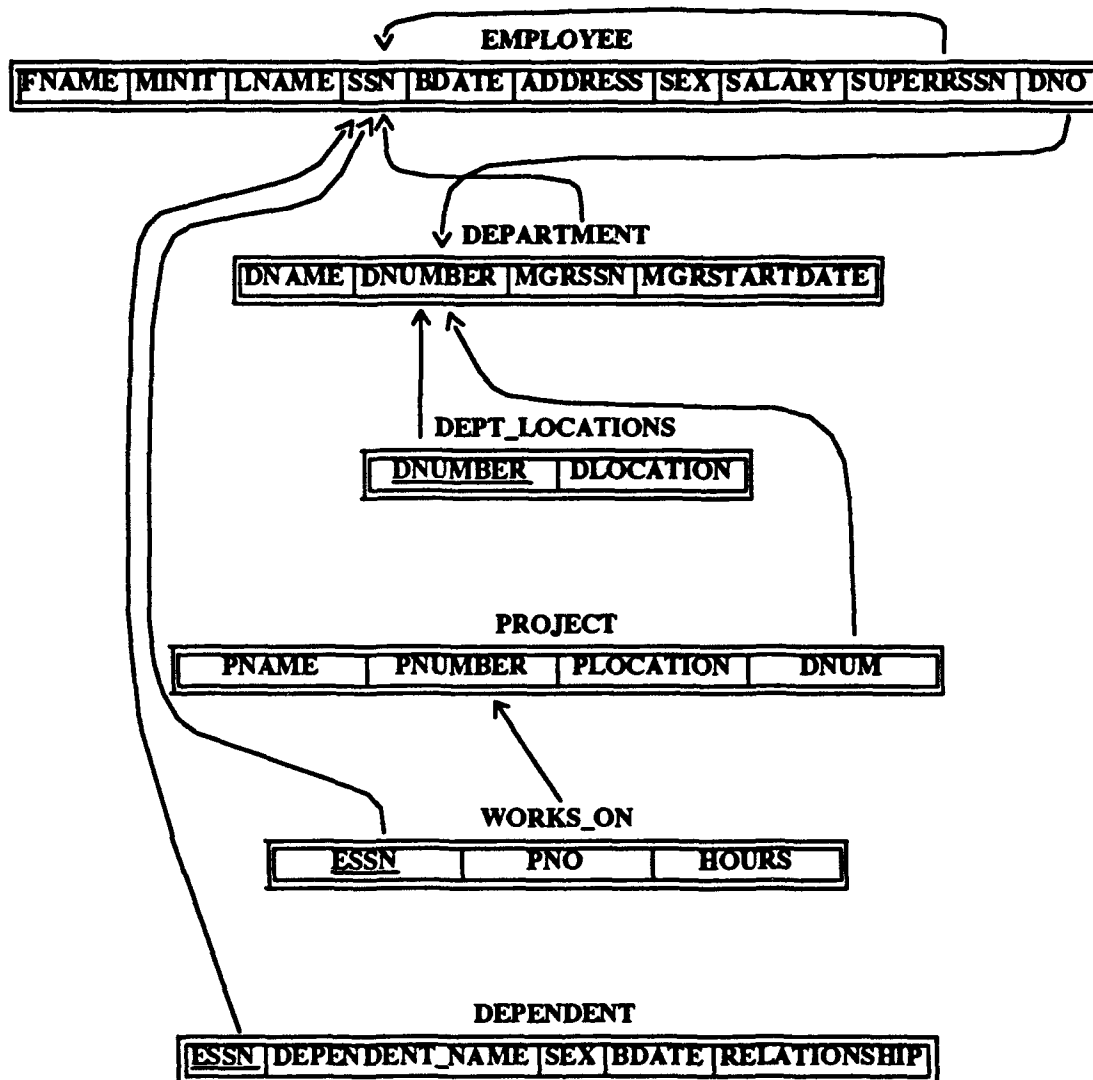 EMPLOYEE
FNAME MINIT LNAME SSN BDATE ADDRESS SEX SALARY SUPERRSSN DNO
DEPARTMENT
DNAME DNUMBER MGRSSN MGRSTARTDATE
DEPT_LOCATIONS
DNUMBER DLOCATION
PROJECT
PNAME PNUMBER PLOCATION DNUM
WORKS_ON
ESSN PNO HOURS
DEPENDENT
ESSN DEPENDENT_NAME SEX BDATE RELATIONSHIP